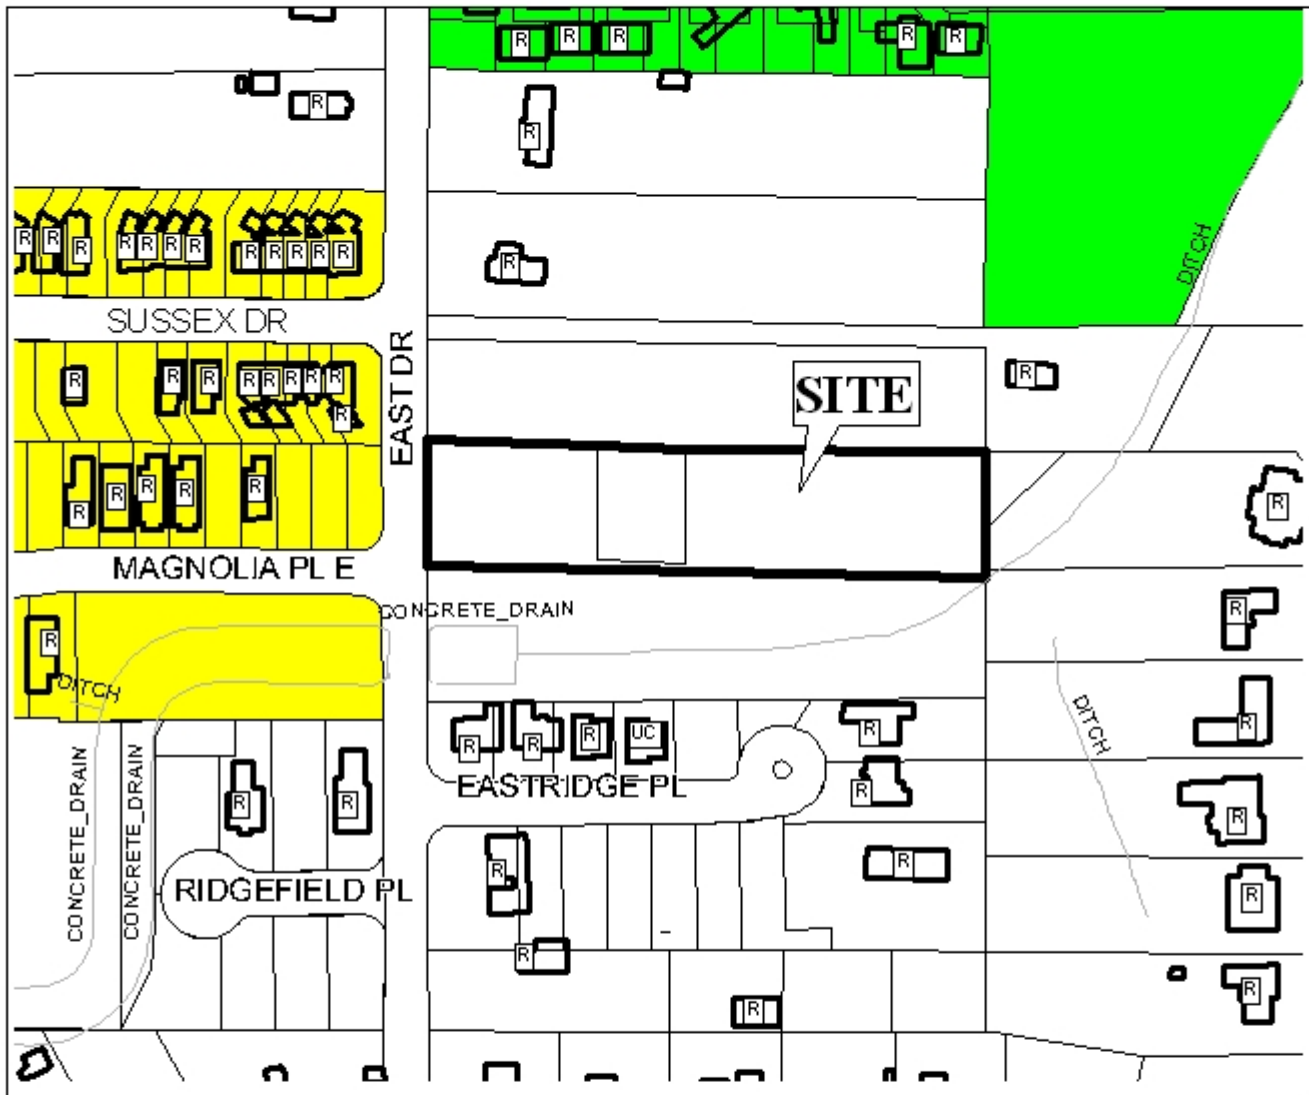 R R R R R
R
R
R R R R R R R R R R R R
R
DITCH
SUSSEX DR
EAST DR
R R R R R R R R
R
R
SITE
R R R R R
R
MAGNOLIA PL E
CONCRETE_DRAIN
R
R
DITCH
R R R UC
R
R
DITCH
EASTRIDGE PL
R
R R
R
CONCRETE_DRAIN
CONCRETE_DRAIN
RIDGEFIELD PL
R
R
R
R
R
R